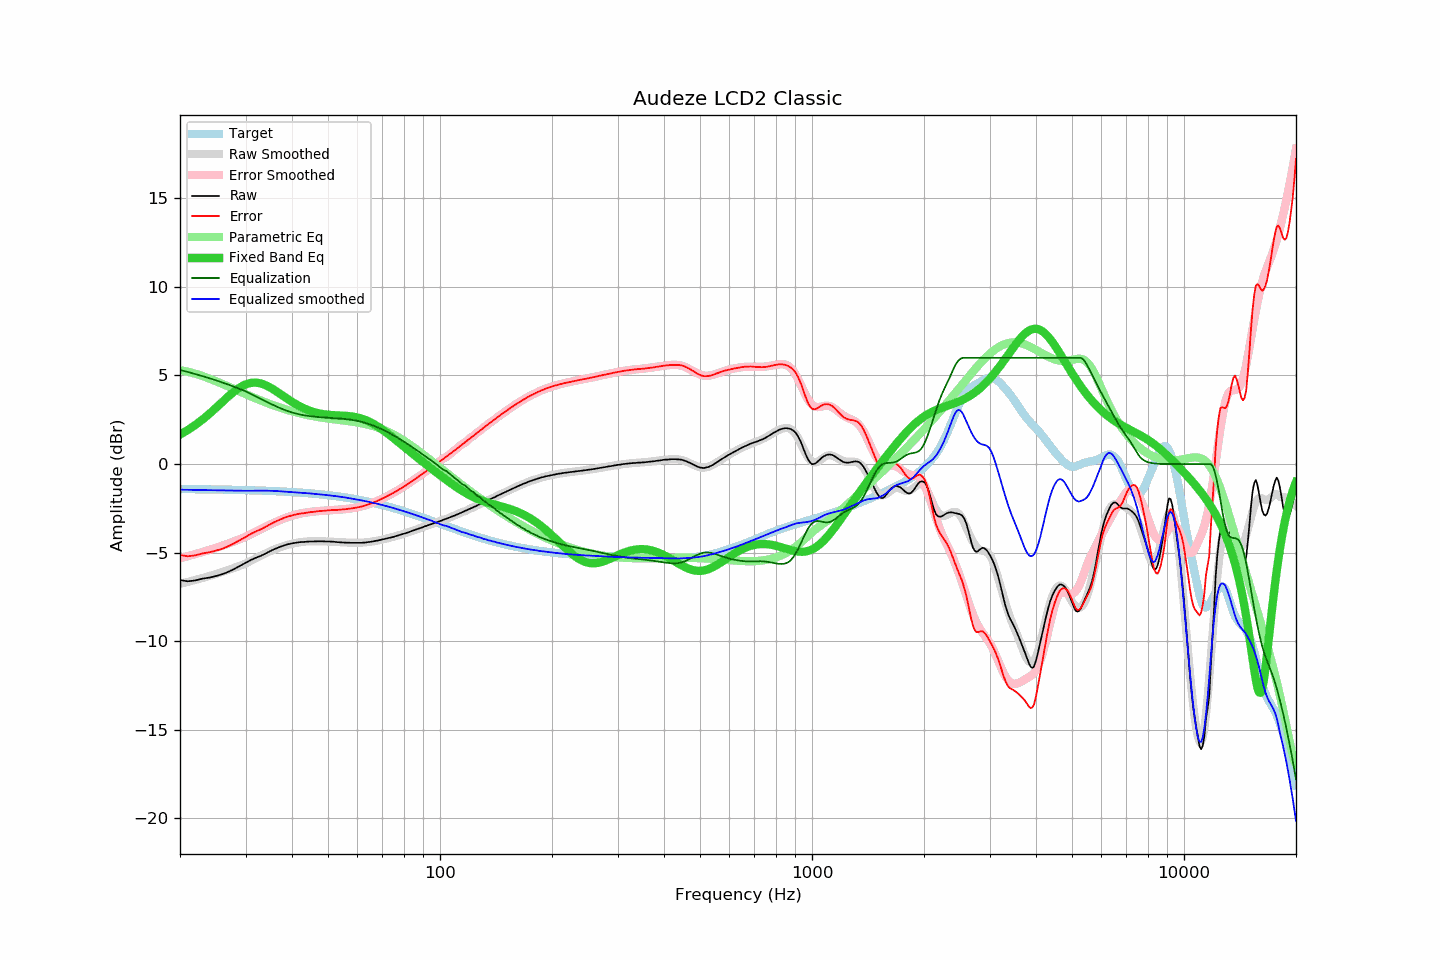 Audeze LCD2 Classic
Target
Raw Smoothed
Error Smoothed
Raw
Error
Parametric Eq
Fixed Band Eq
Equalization
Equalized smoothed
15
10
5
0
−5
−10
−15
−20
Amplitude (dBr)
100
1000
10000
Frequency (Hz)